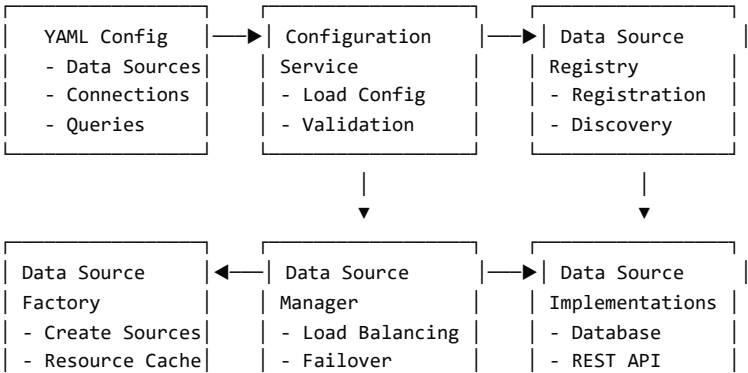 YAML Config
- Data Sources
- Connections
- Queries
Configuration
Service
- Load Config
- Validation
Data Source
Registry
- Registration
- Discovery
Data Source
Factory
- Create Sources
- Resource Cache
Data Source
Manager
- Load Balancing
- Failover
Data Source
Implementations
- Database
- REST API